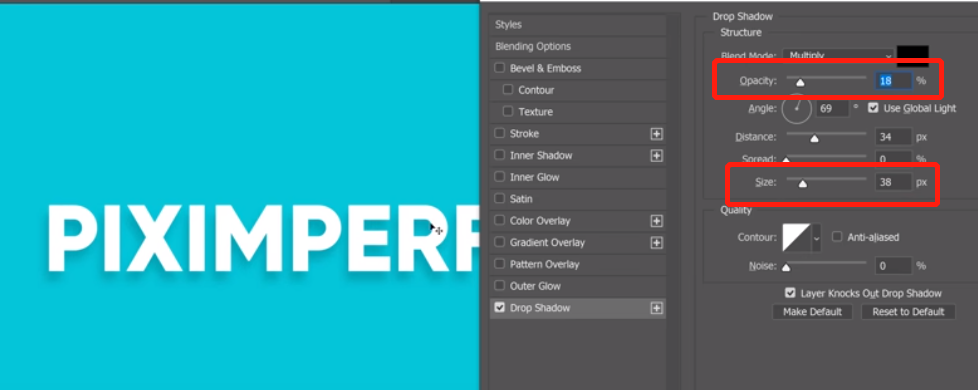 PIXIMPERF
Styles
Blending Options
Bevel & Emboss
Contour
Texture
Stroke
Inner Shadow
Inner Glow
Satin
Color Overlay
Gradient Overlay
Pattern Overlay
Outer Glow
Drop Shadow
Drop Shadow
Structure
Blend Mode: Multiply
Opacity: 18 %
Angle: 69 ° Use Global Light
Distance: 34 px
Spread: 0 %
Size: 38 px
Quality
Contour: Anti-aliased
Noise: 0 %
Layer Knocks Out Drop Shadow
Make Default Reset to Default